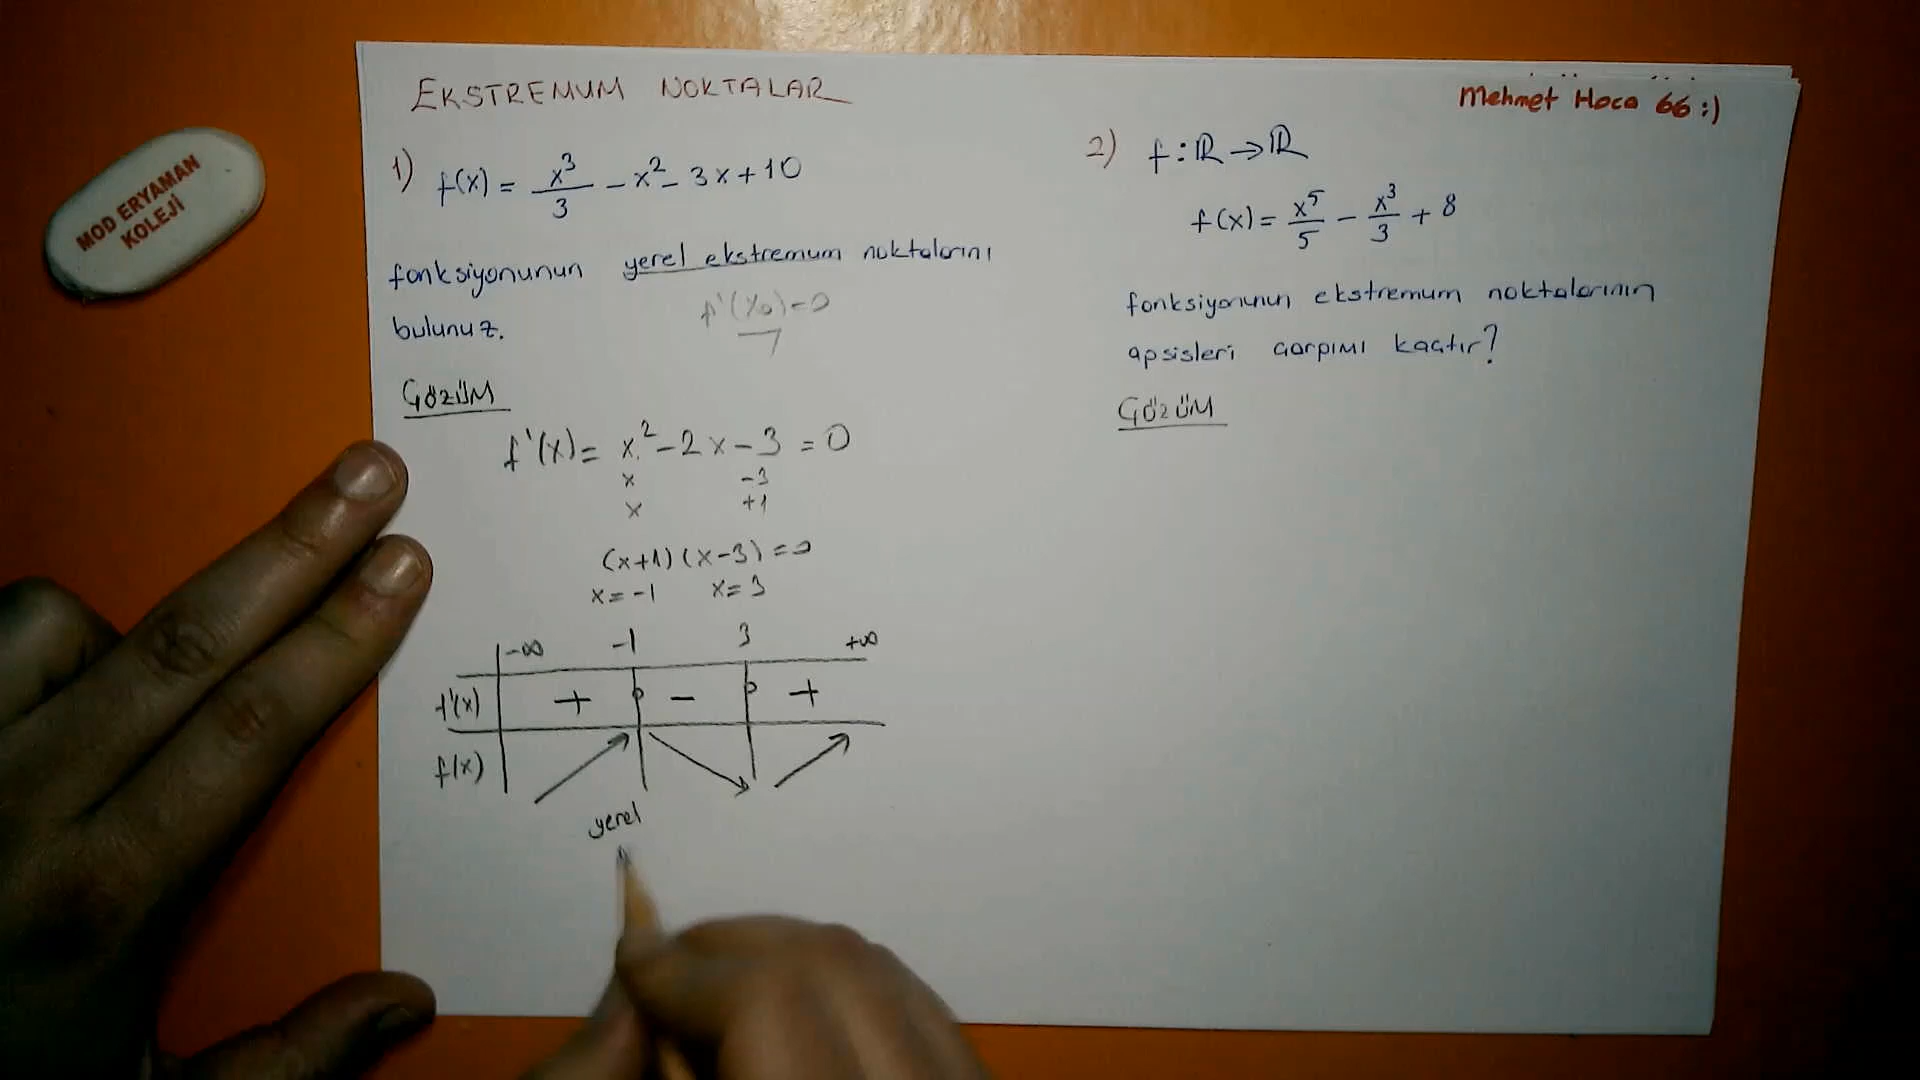 EKSTREMUM NOKTALAR
Mehmet Hoca 66 :)
MOD ERYAMAN
KOLEJİ
1) f(x) = x³/3 - x² - 3x + 10
fonksiyonunun yerel ekstremum noktalarını
bulunuz.
f'(x₀)=0
ÇÖZÜM
f'(x) = x² - 2x - 3 = 0
x -3
x +1
(x+1)(x-3)=0
x=-1 x=3
-∞ -1 3 +∞
f'(x) + 0 - 0 +
f(x)
yerel
2) f: ℝ → ℝ
f(x) = x⁵/5 - x³/3 + 8
fonksiyonunun ekstremum noktalarının
apsisleri çarpımı kaçtır?
ÇÖZÜM